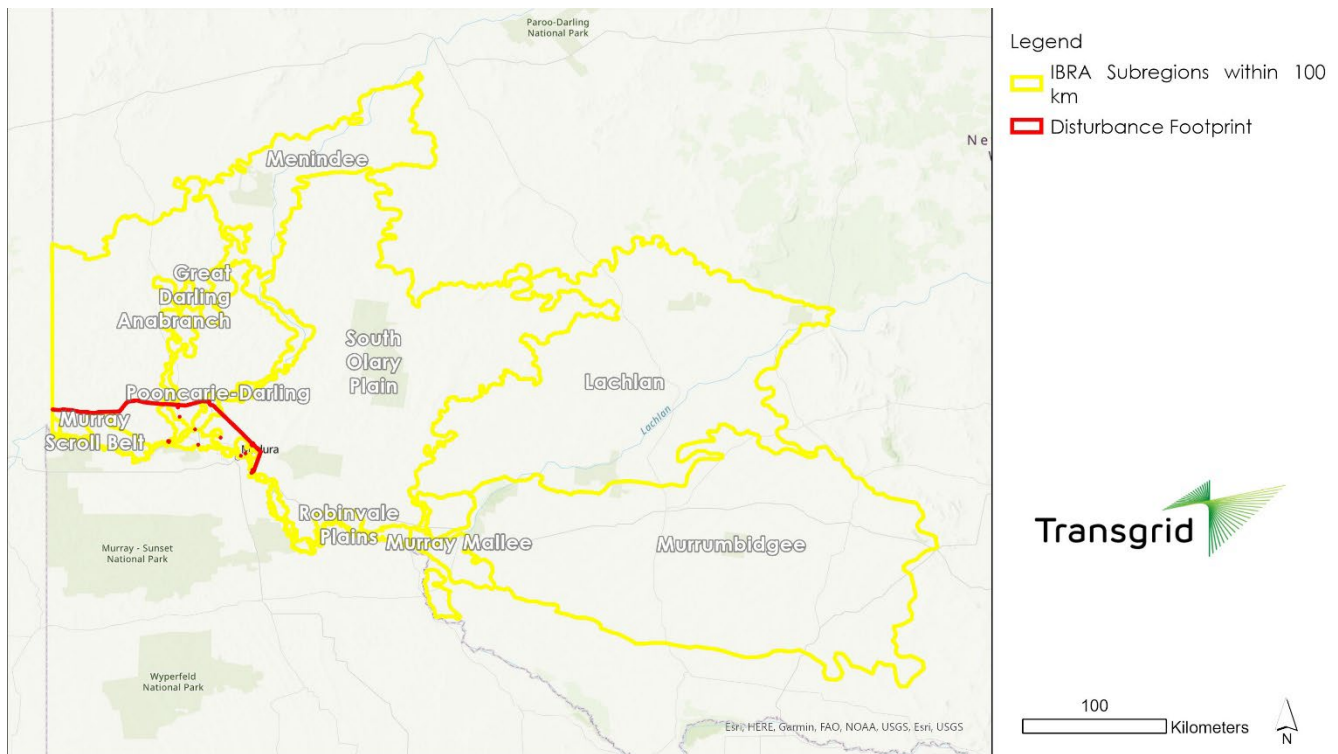 Paroo-Darling
National Park
Menindee
Great
Darling
Anabranch
South
Olary
Plain
Lachlan
Lachlan
Pooncarie-Darling
Murray
Scroll Belt
Robinvale
Plains
Murray Mallee
Murrumbidgee
Murray - Sunset
National Park
Wyperfeld
National Park
Esri, HERE, Garmin, FAO, NOAA, USGS, Esri, USGS
Legend
IBRA Subregions within 100
km
Disturbance Footprint
Transgrid
100
Kilometers
N